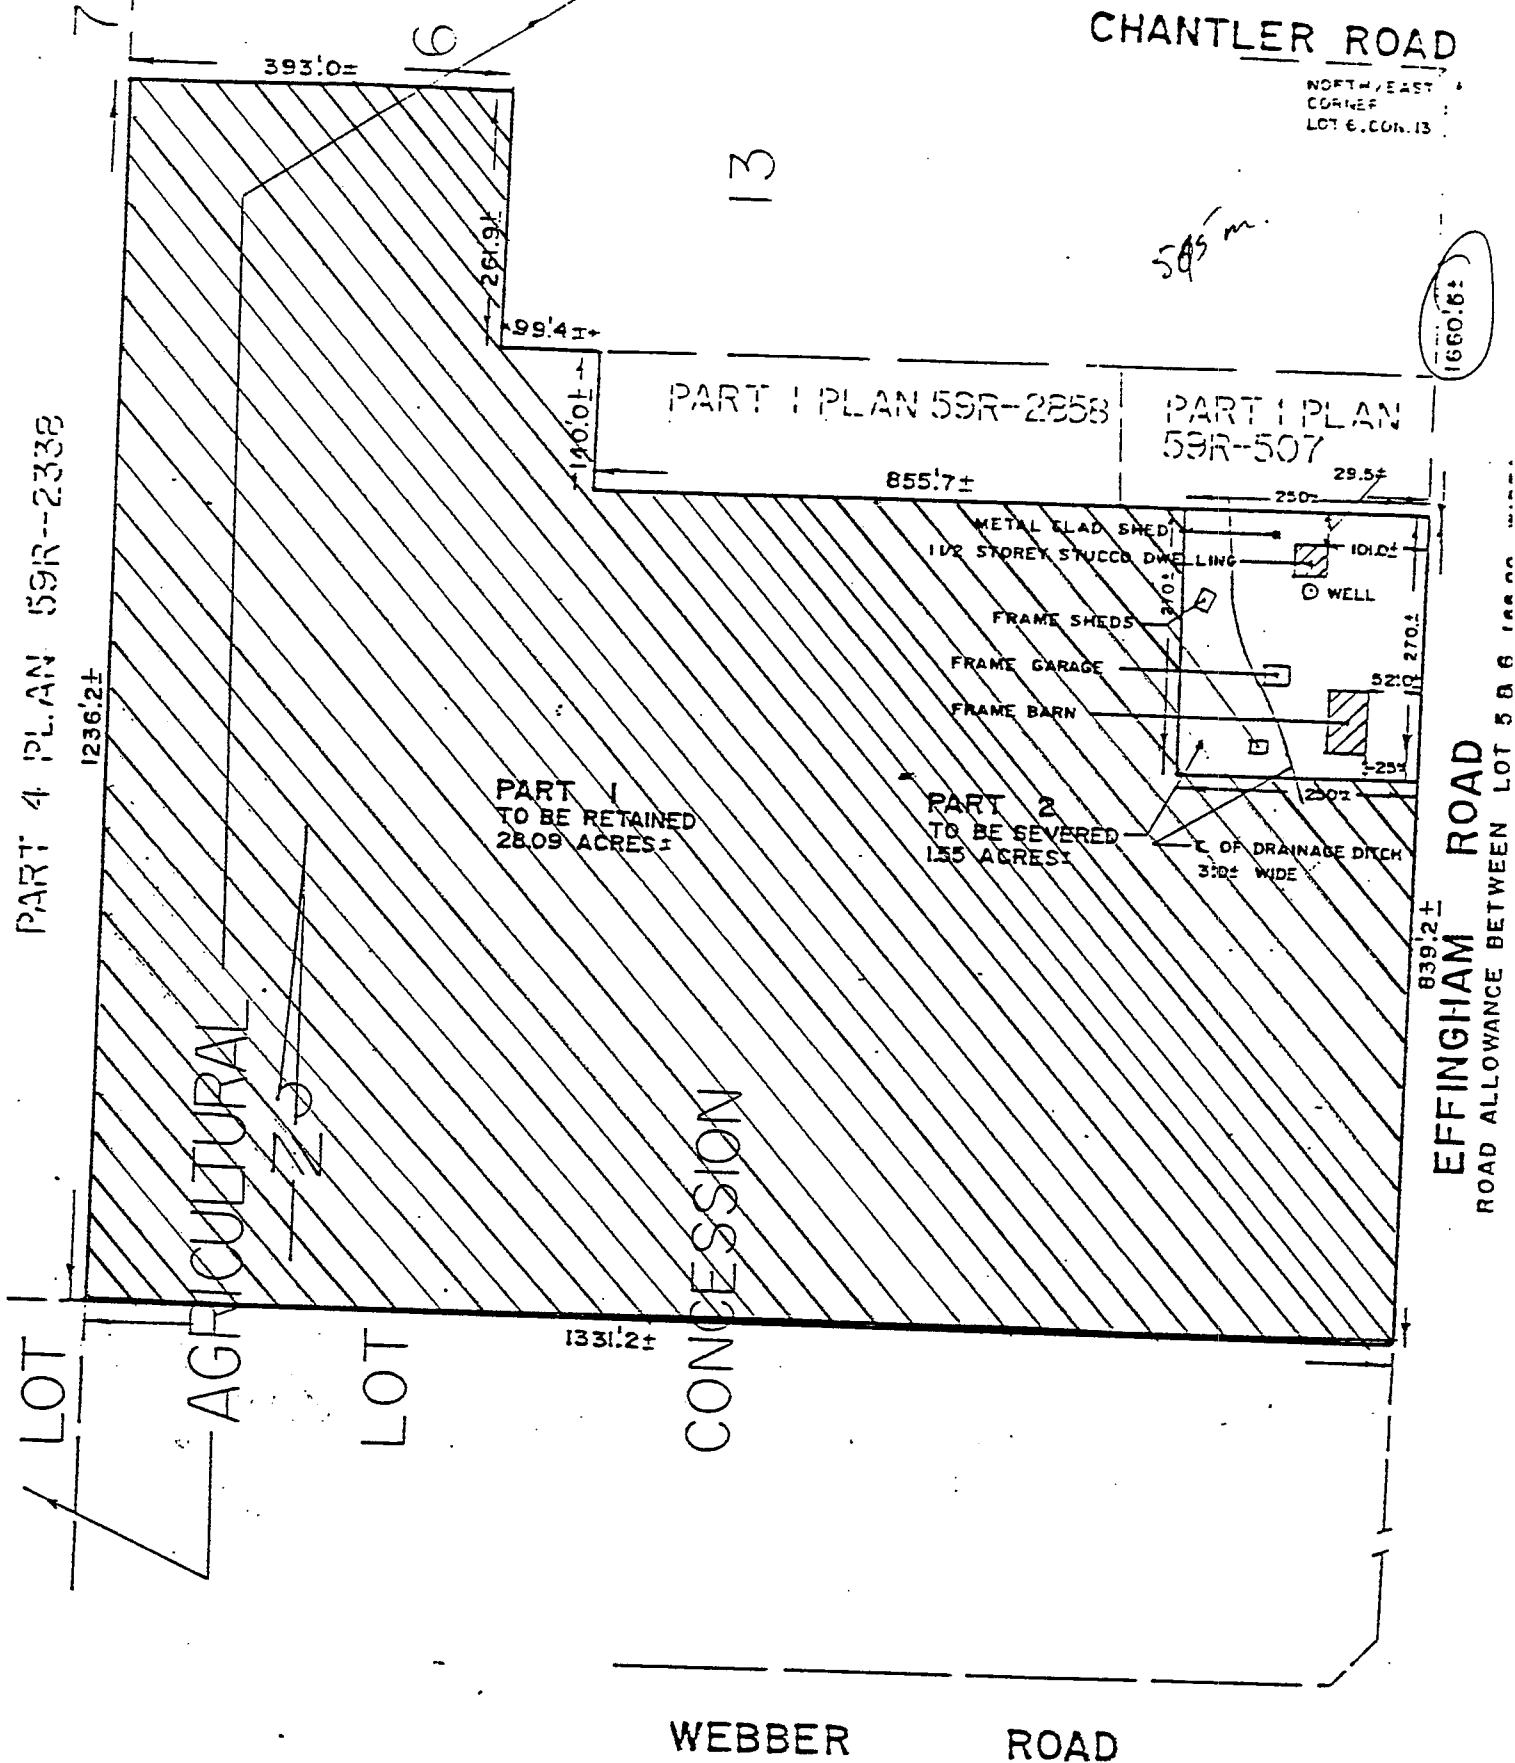 CHANTLER ROAD
NORTH/EAST
CORNER
LOT 6, CON. 13
7
6
393'.0±
13
261.9±
99'.4±
1660'.6±
140'.0±
PART 1 PLAN 59R-2858
PART 1 PLAN
59R-507
855'.7±
29.5±
250±
METAL CLAD SHED
1 1/2 STOREY STUCCO DWELLING
101.0±
270±
WELL
FRAME SHEDS
270±
FRAME GARAGE
52.0±
FRAME BARN
25±
250±
PART 4 PLAN 59R-2338
1236'.2±
PART 1
TO BE RETAINED
28.09 ACRES±
PART 2
TO BE SEVERED
1.55 ACRES±
℄ OF DRAINAGE DITCH
3'.0± WIDE
839'.2±
EFFINGHAM ROAD
ROAD ALLOWANCE BETWEEN LOT 5 & 6
AGRICULTURAL
LOT
LOT
CONCESSION
1331'.2±
WEBBER ROAD